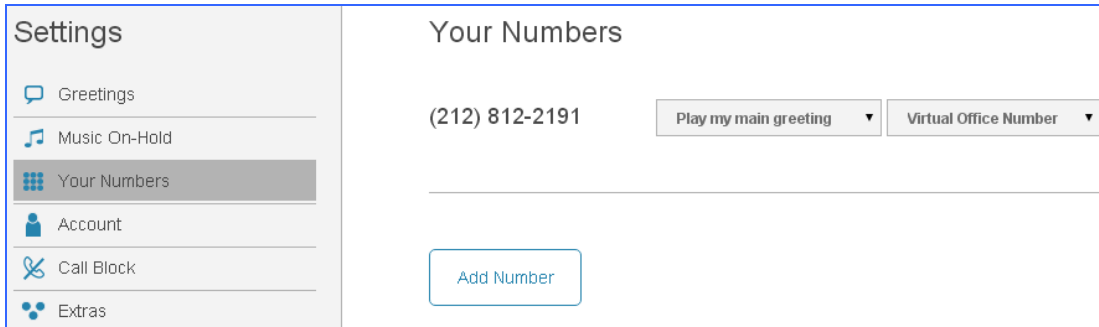 Settings
Greetings
Music On-Hold
Your Numbers
Account
Call Block
Extras
Your Numbers
(212) 812-2191
Play my main greeting
Virtual Office Number
Add Number